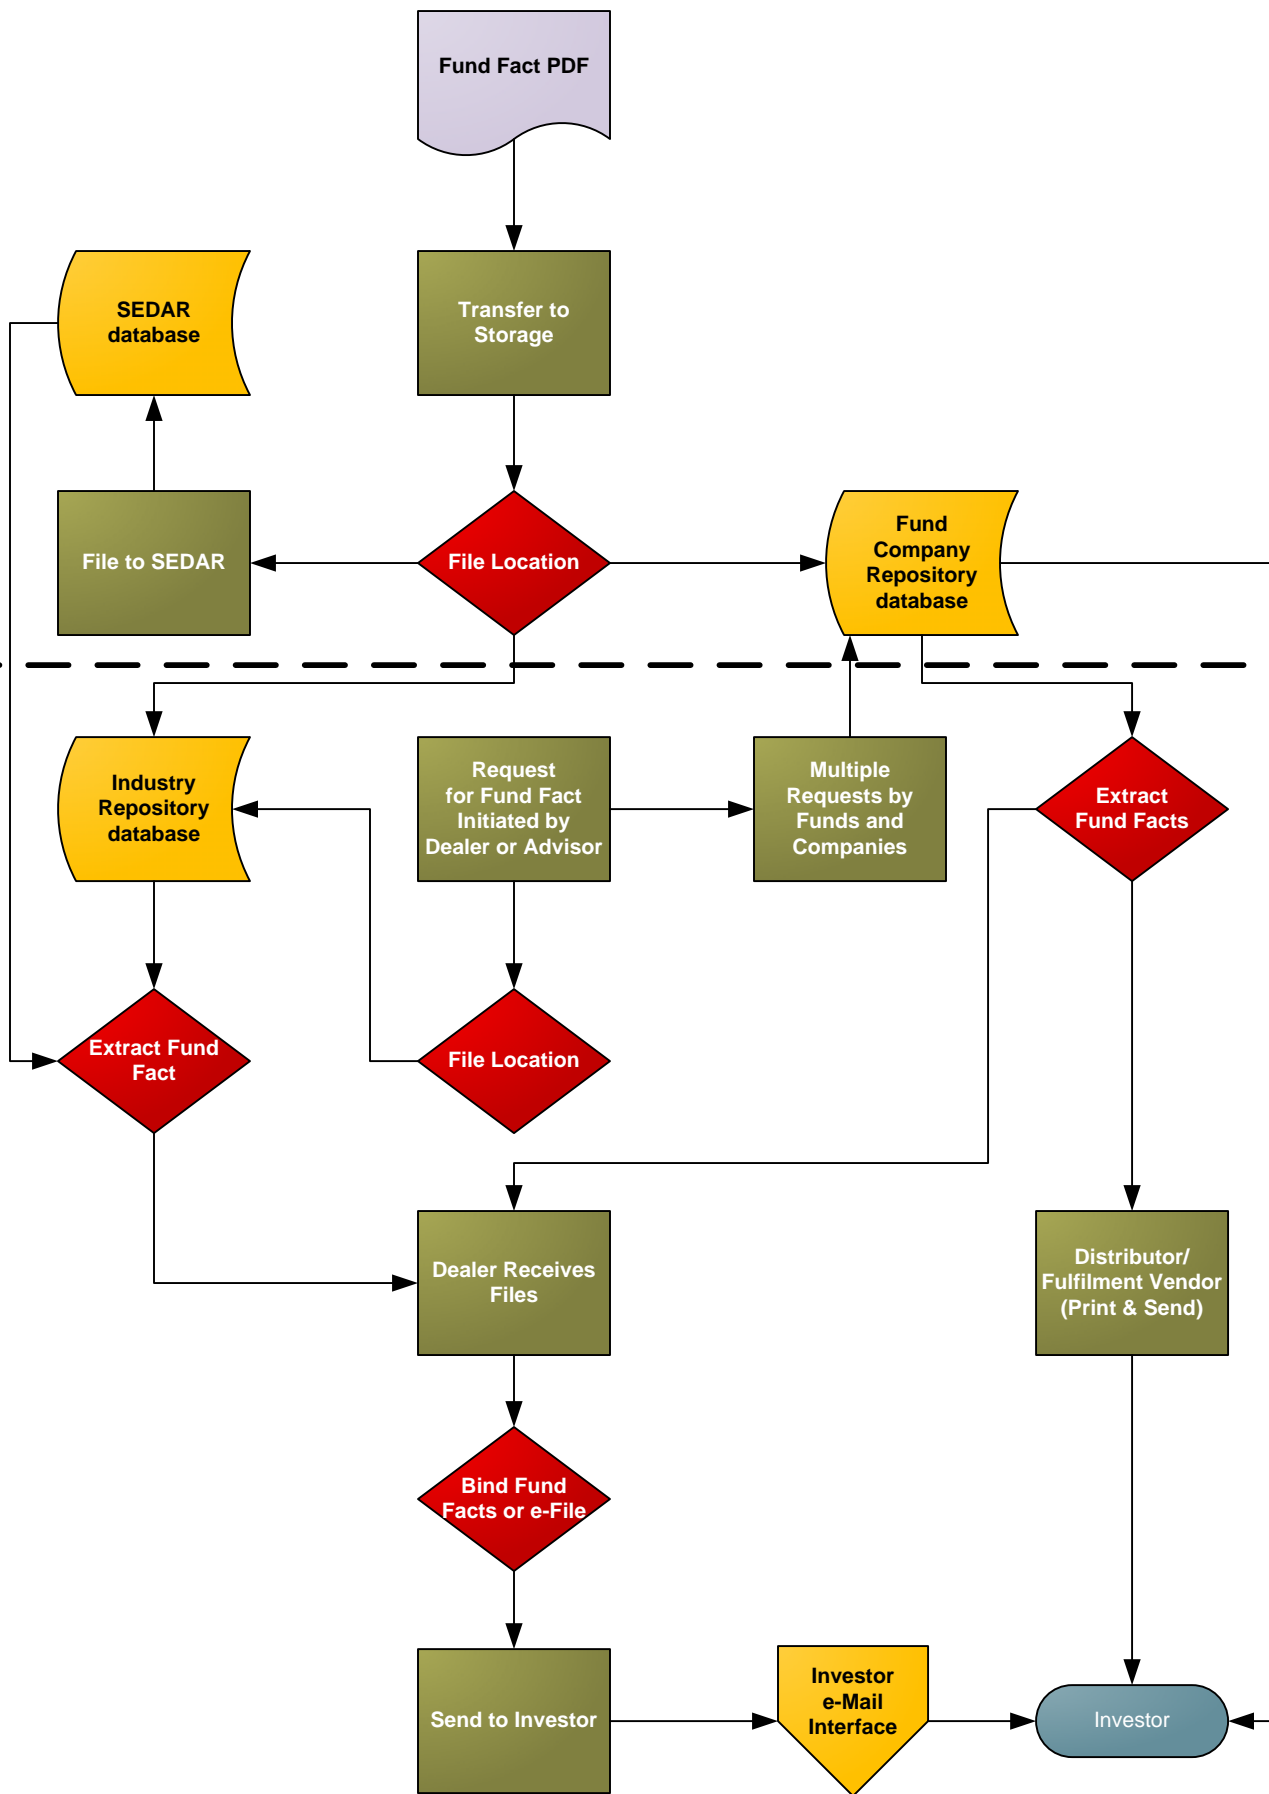 Fund Fact PDF
SEDAR
database
Transfer to
Storage
File to SEDAR
File Location
Fund
Company
Repository
database
Industry
Repository
database
Request
for Fund Fact
Initiated by
Dealer or Advisor
Multiple
Requests by
Funds and
Companies
Extract
Fund Facts
Extract Fund
Fact
File Location
Dealer Receives
Files
Distributor/
Fulfilment Vendor
(Print & Send)
Bind Fund
Facts or e-File
Send to Investor
Investor
e-Mail
Interface
Investor